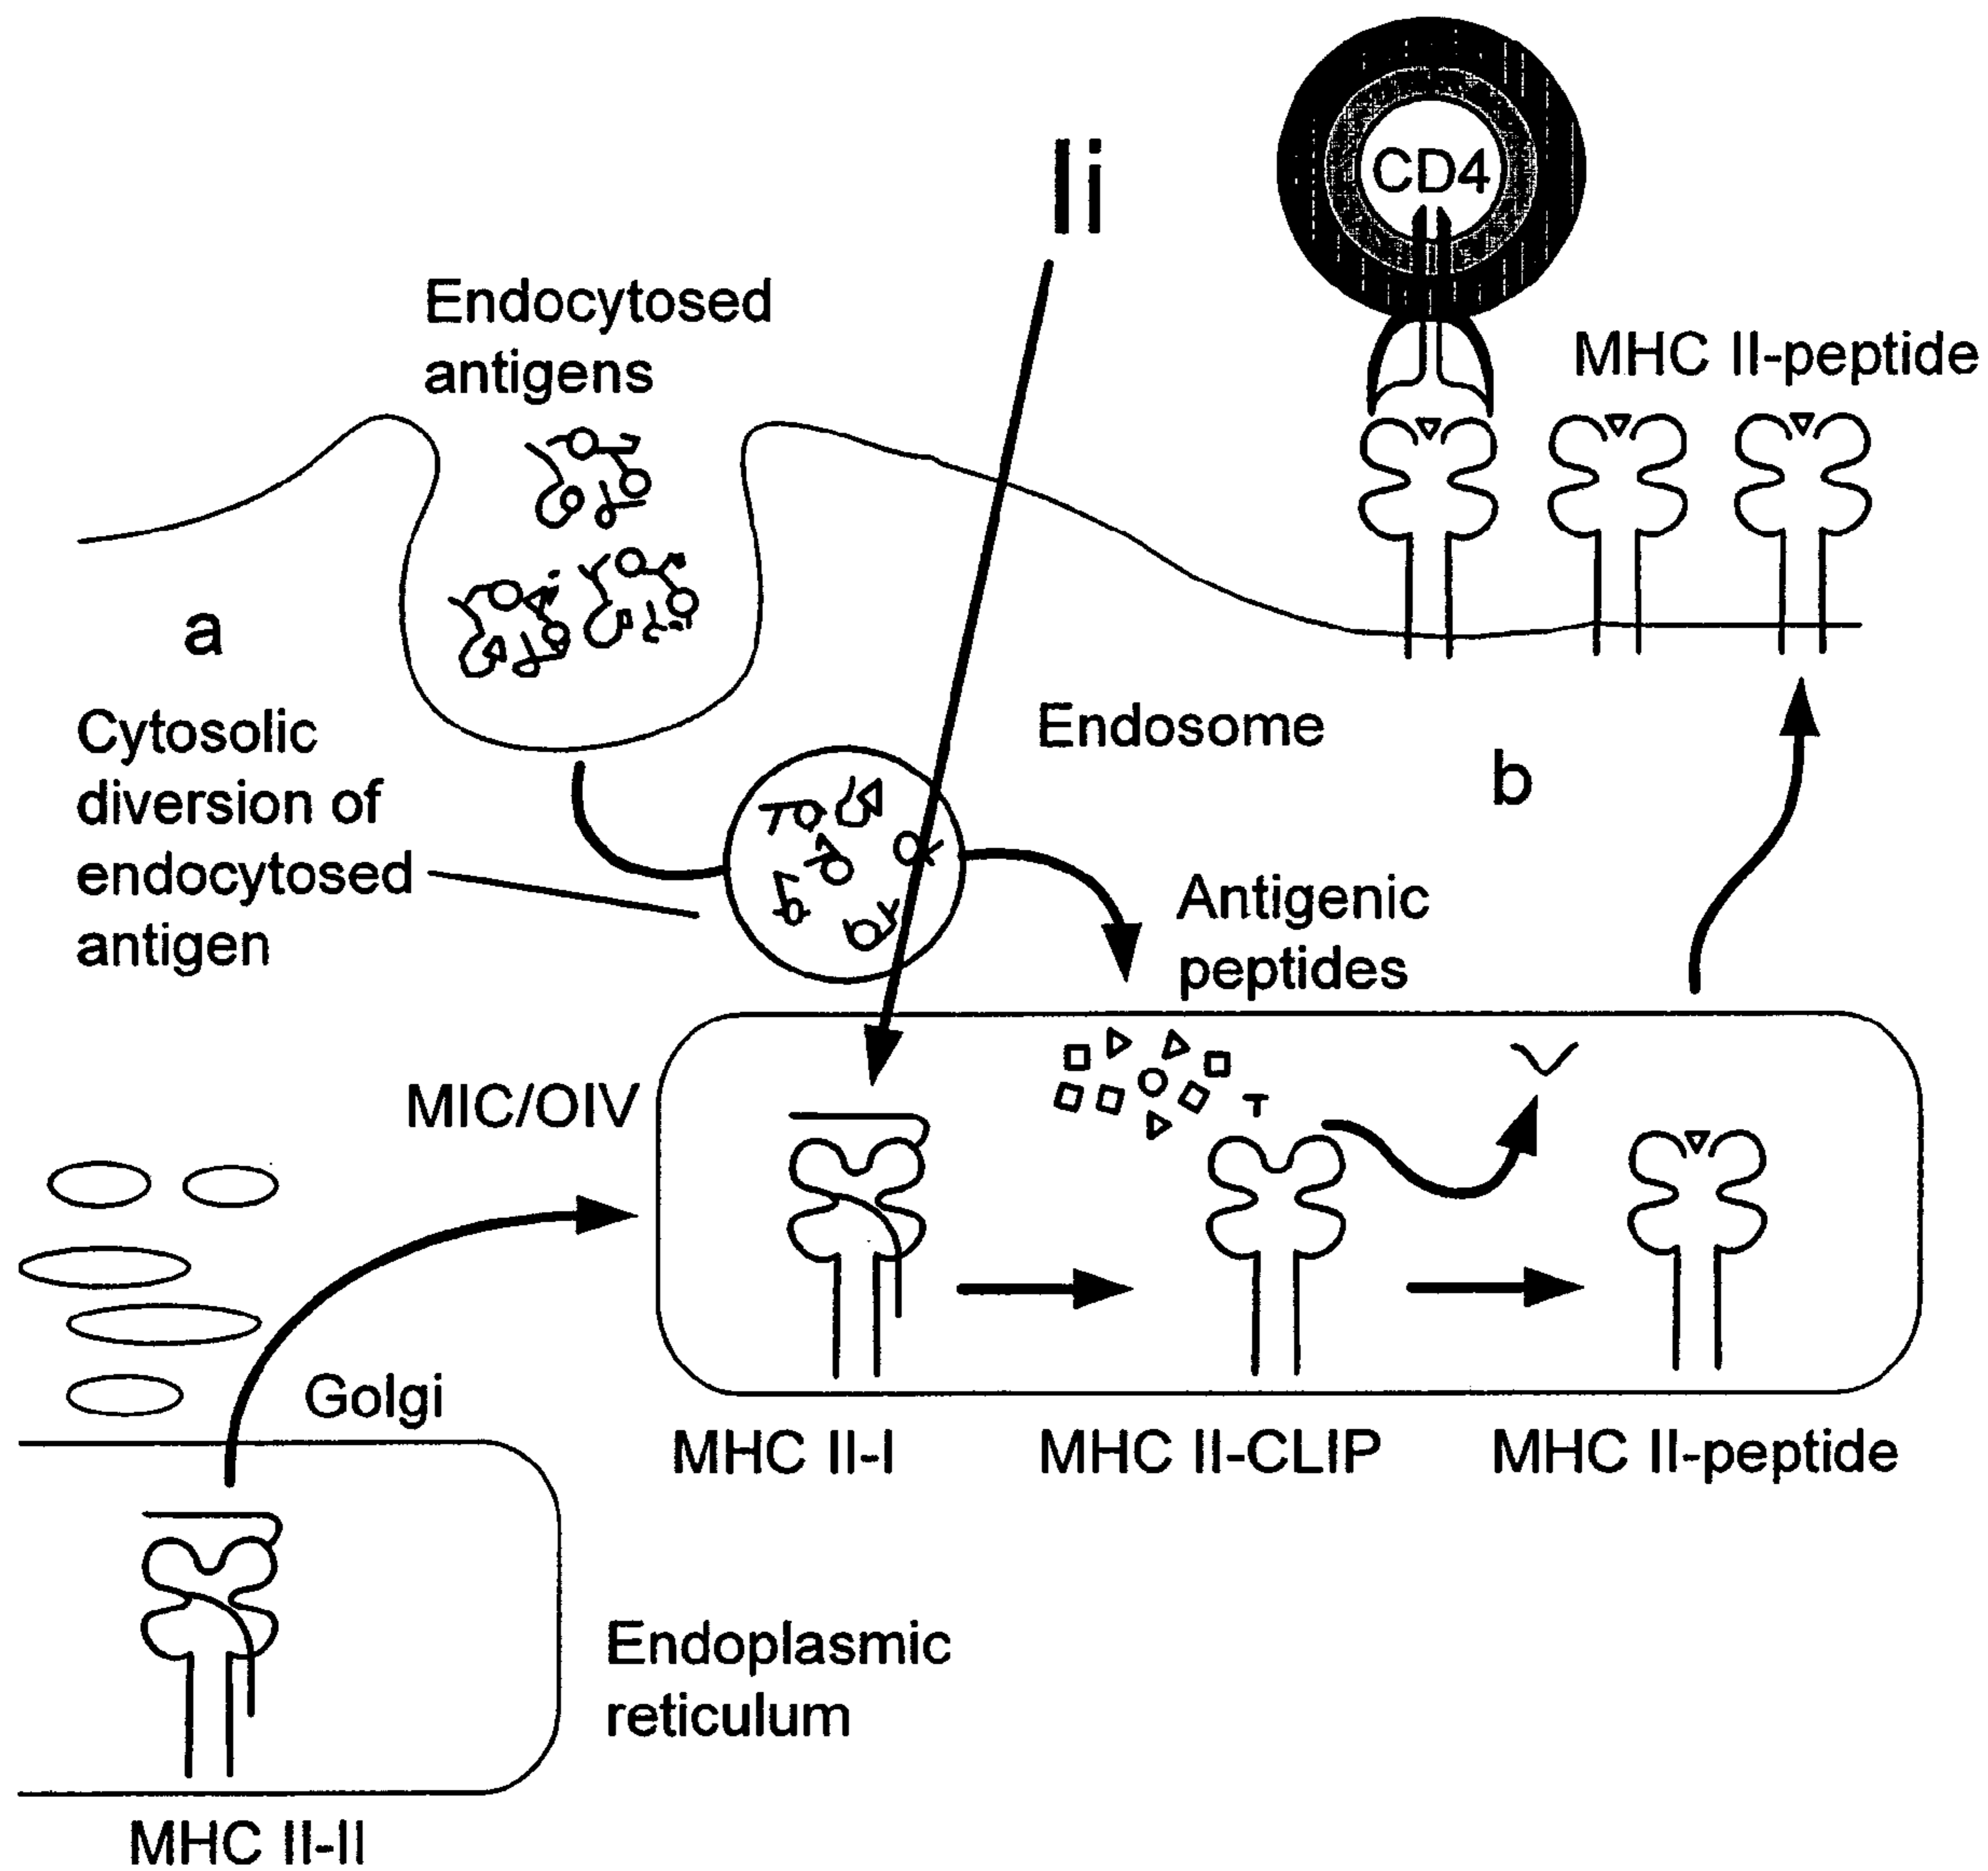 Ii
CD4
Endocytosed
antigens
MHC II-peptide
a
Cytosolic
diversion of
endocytosed
antigen
Endosome
b
Antigenic
peptides
MIC/OIV
Golgi
MHC II-I
MHC II-CLIP
MHC II-peptide
Endoplasmic
reticulum
MHC II-II